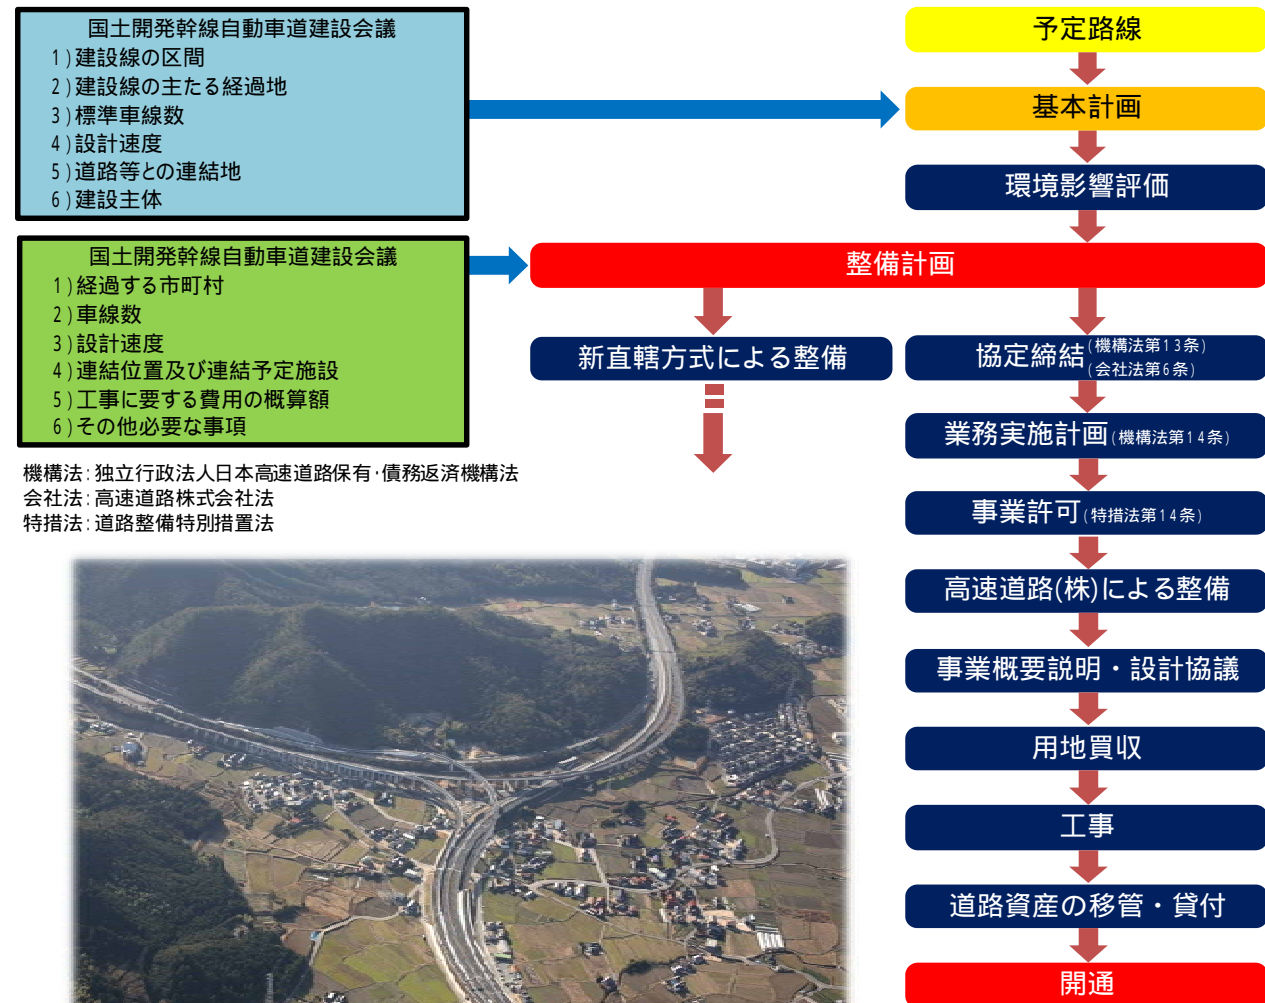 国土開発幹線自動車道建設会議
1)建設線の区間
2)建設線の主たる経過地
3)標準車線数
4)設計速度
5)道路等との連結地
6)建設主体
国土開発幹線自動車道建設会議
1)経過する市町村
2)車線数
3)設計速度
4)連結位置及び連結予定施設
5)工事に要する費用の概算額
6)その他必要な事項
機構法:独立行政法人日本高速道路保有･債務返済機構法
会社法:高速道路株式会社法
特措法:道路整備特別措置法
予定路線
基本計画
環境影響評価
整備計画
新直轄方式による整備
協定締結(機構法第13条)
(会社法第6条)
業務実施計画(機構法第14条)
事業許可(特措法第14条)
高速道路(株)による整備
事業概要説明・設計協議
用地買収
工事
道路資産の移管・貸付
開通